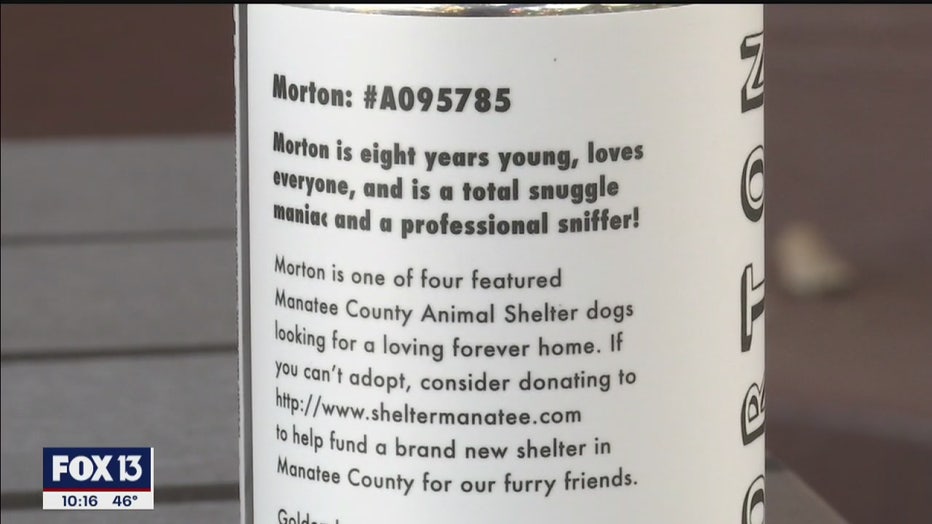 Morton: #A095785
Morton is eight years young, loves
everyone, and is a total snuggle
maniac and a professional sniffer!
Morton is one of four featured
Manatee County Animal Shelter dogs
looking for a loving forever home. If
you can't adopt, consider donating to
http://www.sheltermanatee.com
to help fund a brand new shelter in
Manatee County for our furry friends.
ORTON
FOX 13
10:16 46°